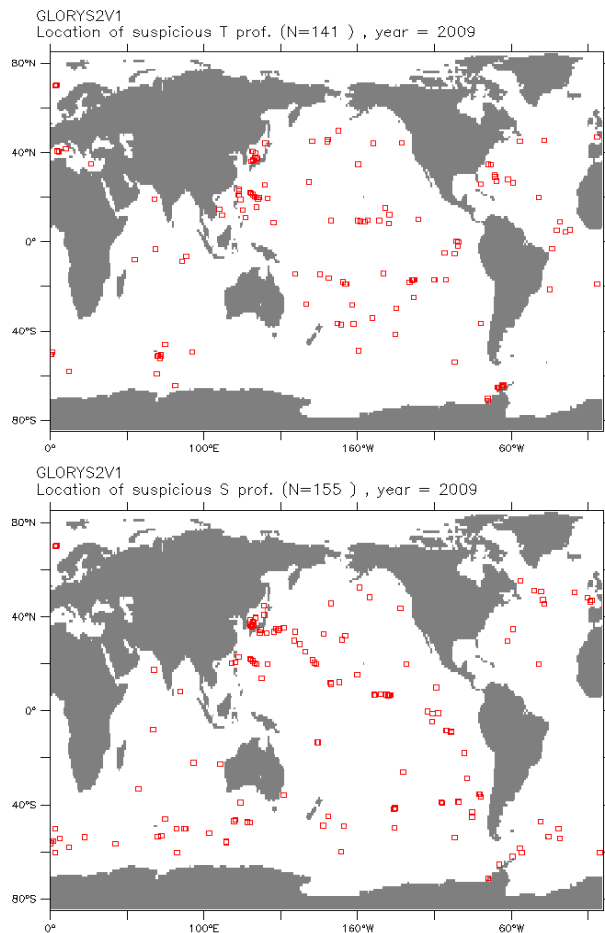 GLORYS2V1
Location of suspicious T prof. (N=141 ) , year = 2009
80°N
40°N
0°
40°S
80°S
0° 100°E 160°W 60°W
GLORYS2V1
Location of suspicious S prof. (N=155 ) , year = 2009
80°N
40°N
0°
40°S
80°S
0° 100°E 160°W 60°W